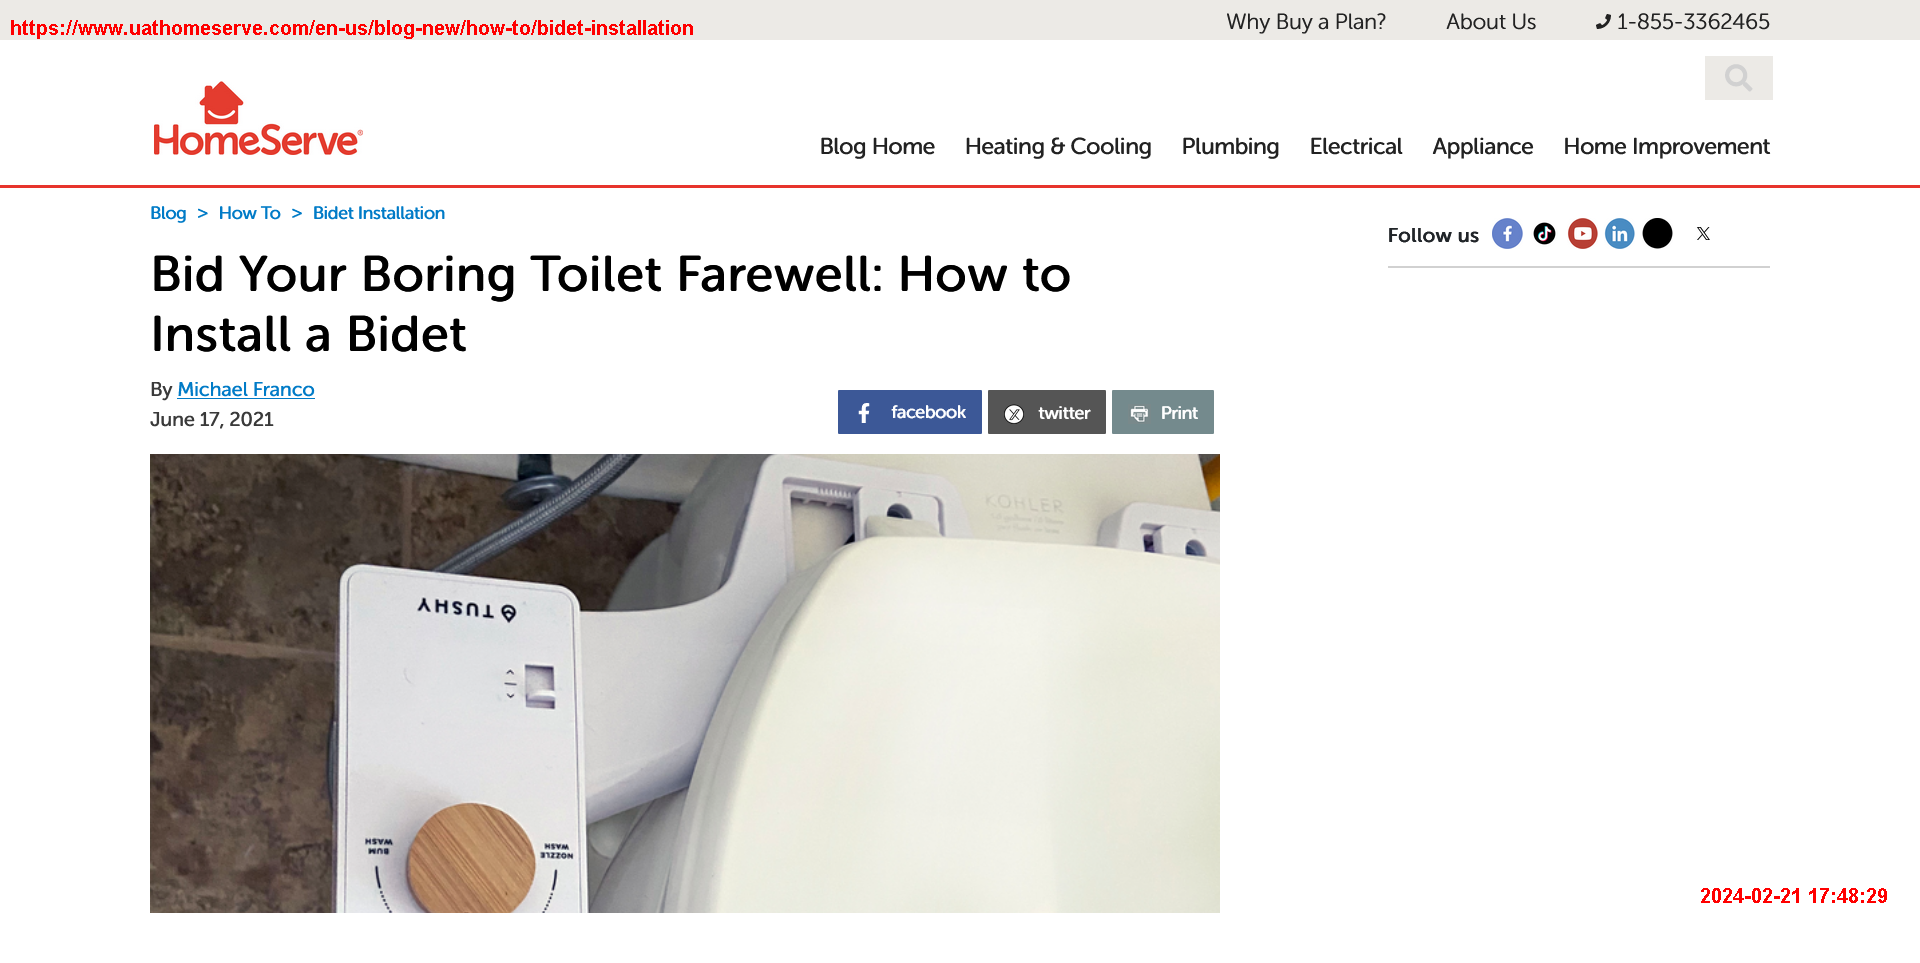 https://www.uathomeserve.com/en-us/blog-new/how-to/bidet-installation
Why Buy a Plan? About Us 1-855-3362465
HomeServe®
Blog Home Heating & Cooling Plumbing Electrical Appliance Home Improvement
Blog > How To > Bidet Installation
Follow us
Bid Your Boring Toilet Farewell: How to
Install a Bidet
By Michael Franco
June 17, 2021
facebook twitter Print
KOHLER
TUSHY
BUM
WASH
NOZZLE
WASH
2024-02-21 17:48:29